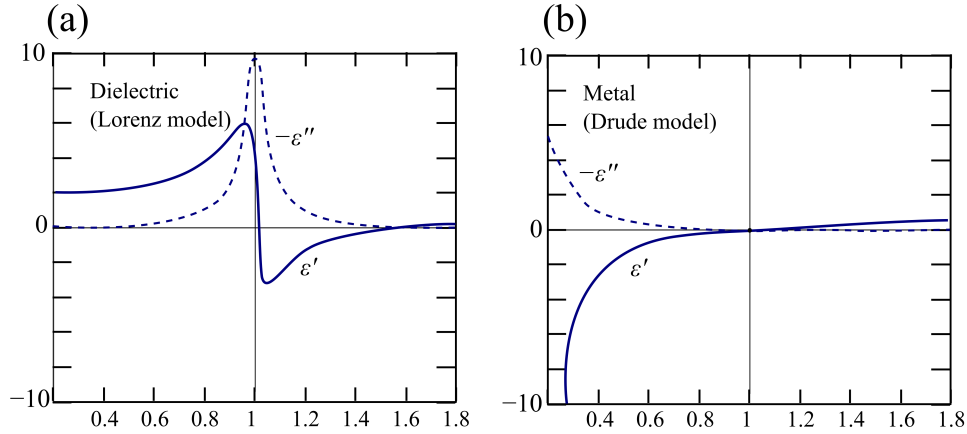 (a)
10
Dielectric
(Lorenz model)
−ε''
0
ε'
−10
0.2 0.4 0.6 0.8 1 1.2 1.4 1.6 1.8
(b)
10
Metal
(Drude model)
−ε''
0
ε'
−10
0.4 0.6 0.8 1 1.2 1.4 1.6 1.8